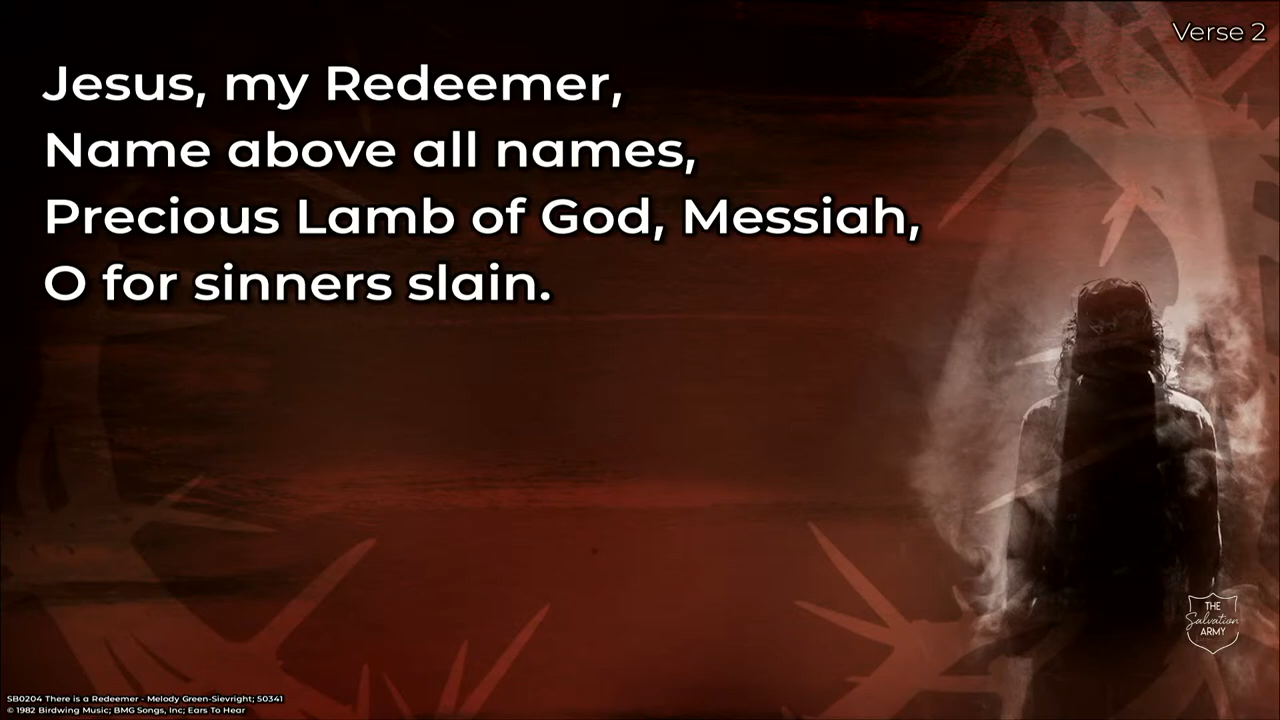 Verse 2
Jesus, my Redeemer,
Name above all names,
Precious Lamb of God, Messiah,
O for sinners slain.
THE
Salvation
ARMY
SB0204 There is a Redeemer - Melody Green-Sievright; 50341
© 1982 Birdwing Music; BMG Songs, Inc; Ears To Hear